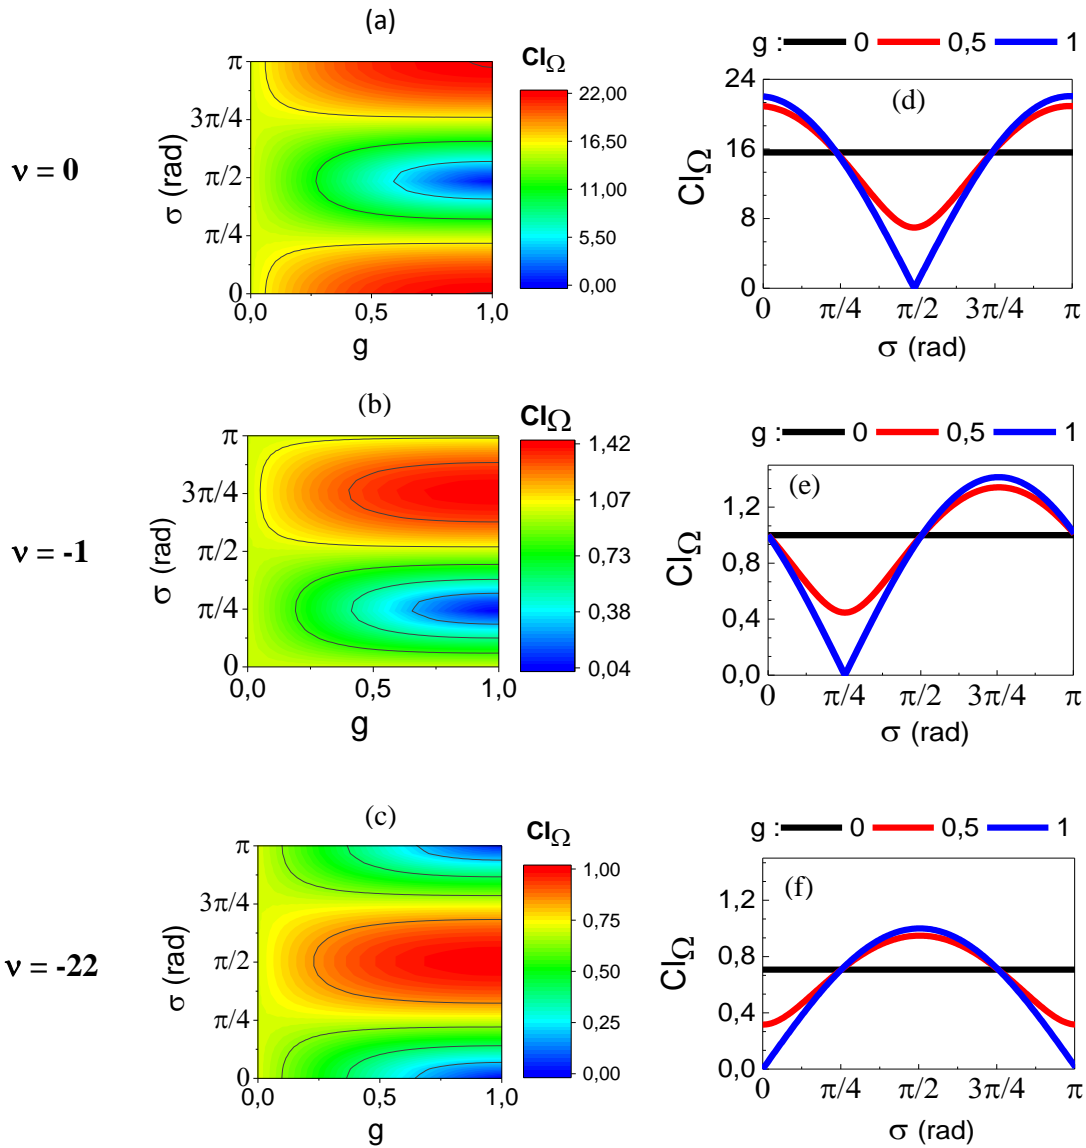 (a)
ν = 0
σ (rad)
π
3π/4
π/2
π/4
0
0,0 0,5 1,0
g
CI_Ω
22,00
16,50
11,00
5,50
0,00
g : 0 0,5 1
(d)
CI_Ω
24
16
8
0
0 π/4 π/2 3π/4 π
σ (rad)
(b)
ν = -1
σ (rad)
π
3π/4
π/2
π/4
0
0,0 0,5 1,0
g
CI_Ω
1,42
1,07
0,73
0,38
0,04
g : 0 0,5 1
(e)
CI_Ω
1,2
0,8
0,4
0,0
0 π/4 π/2 3π/4 π
σ (rad)
(c)
ν = -22
σ (rad)
π
3π/4
π/2
π/4
0
0,0 0,5 1,0
g
CI_Ω
1,00
0,75
0,50
0,25
0,00
g : 0 0,5 1
(f)
CI_Ω
1,2
0,8
0,4
0,0
0 π/4 π/2 3π/4 π
σ (rad)